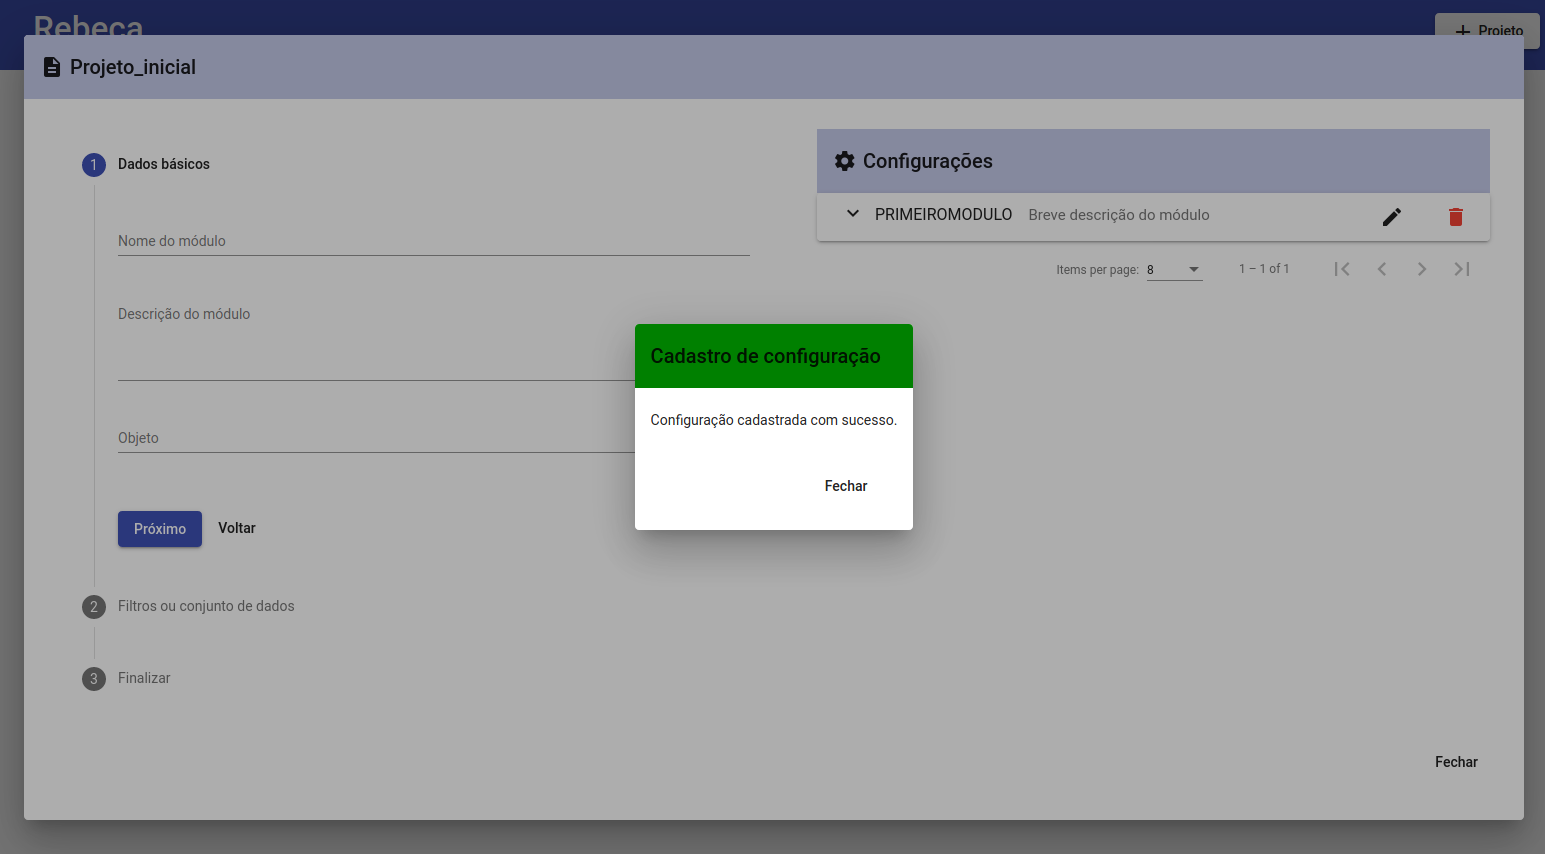 Rebeca
Projeto
Projeto_inicial
1 Dados básicos
Nome do módulo
Descrição do módulo
Objeto
Próximo Voltar
2 Filtros ou conjunto de dados
3 Finalizar
Configurações
PRIMEIROMODULO Breve descrição do módulo
Items per page: 8 1 – 1 of 1
Cadastro de configuração
Configuração cadastrada com sucesso.
Fechar
Fechar